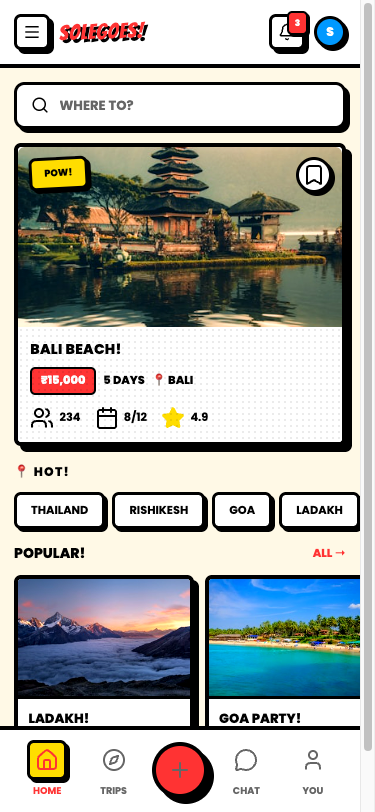 SOLEGOES!
3
S
WHERE TO?
POW!
BALI BEACH!
₹15,000 5 DAYS 📍 BALI
234 8/12 4.9
📍 HOT!
THAILAND RISHIKESH GOA LADAKH
POPULAR! ALL →
LADAKH! GOA PARTY!
HOME TRIPS CHAT YOU